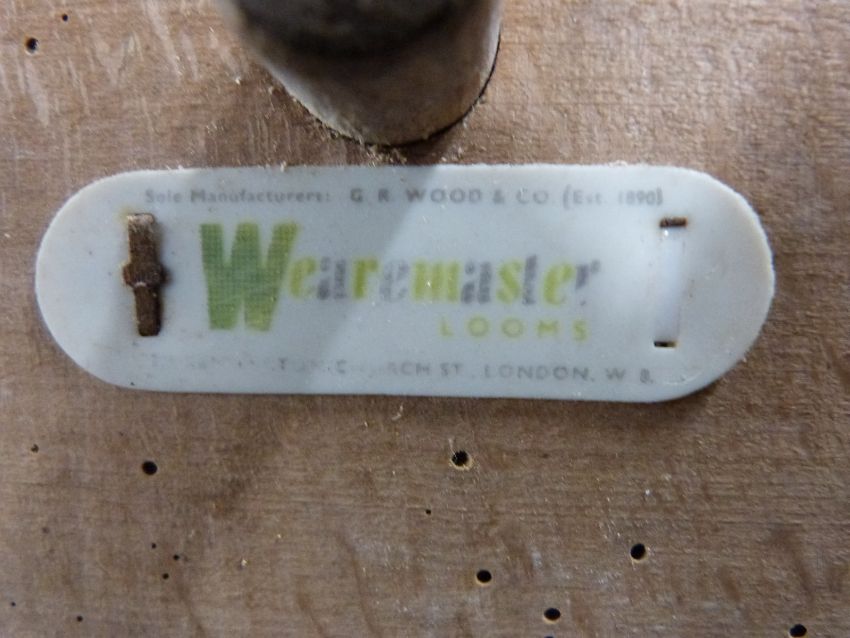 Sole Manufacturers: G. R. WOOD & CO. (Est. 1890)
Wearemaster
LOOMS
CHURCH ST., LONDON, W. 8.